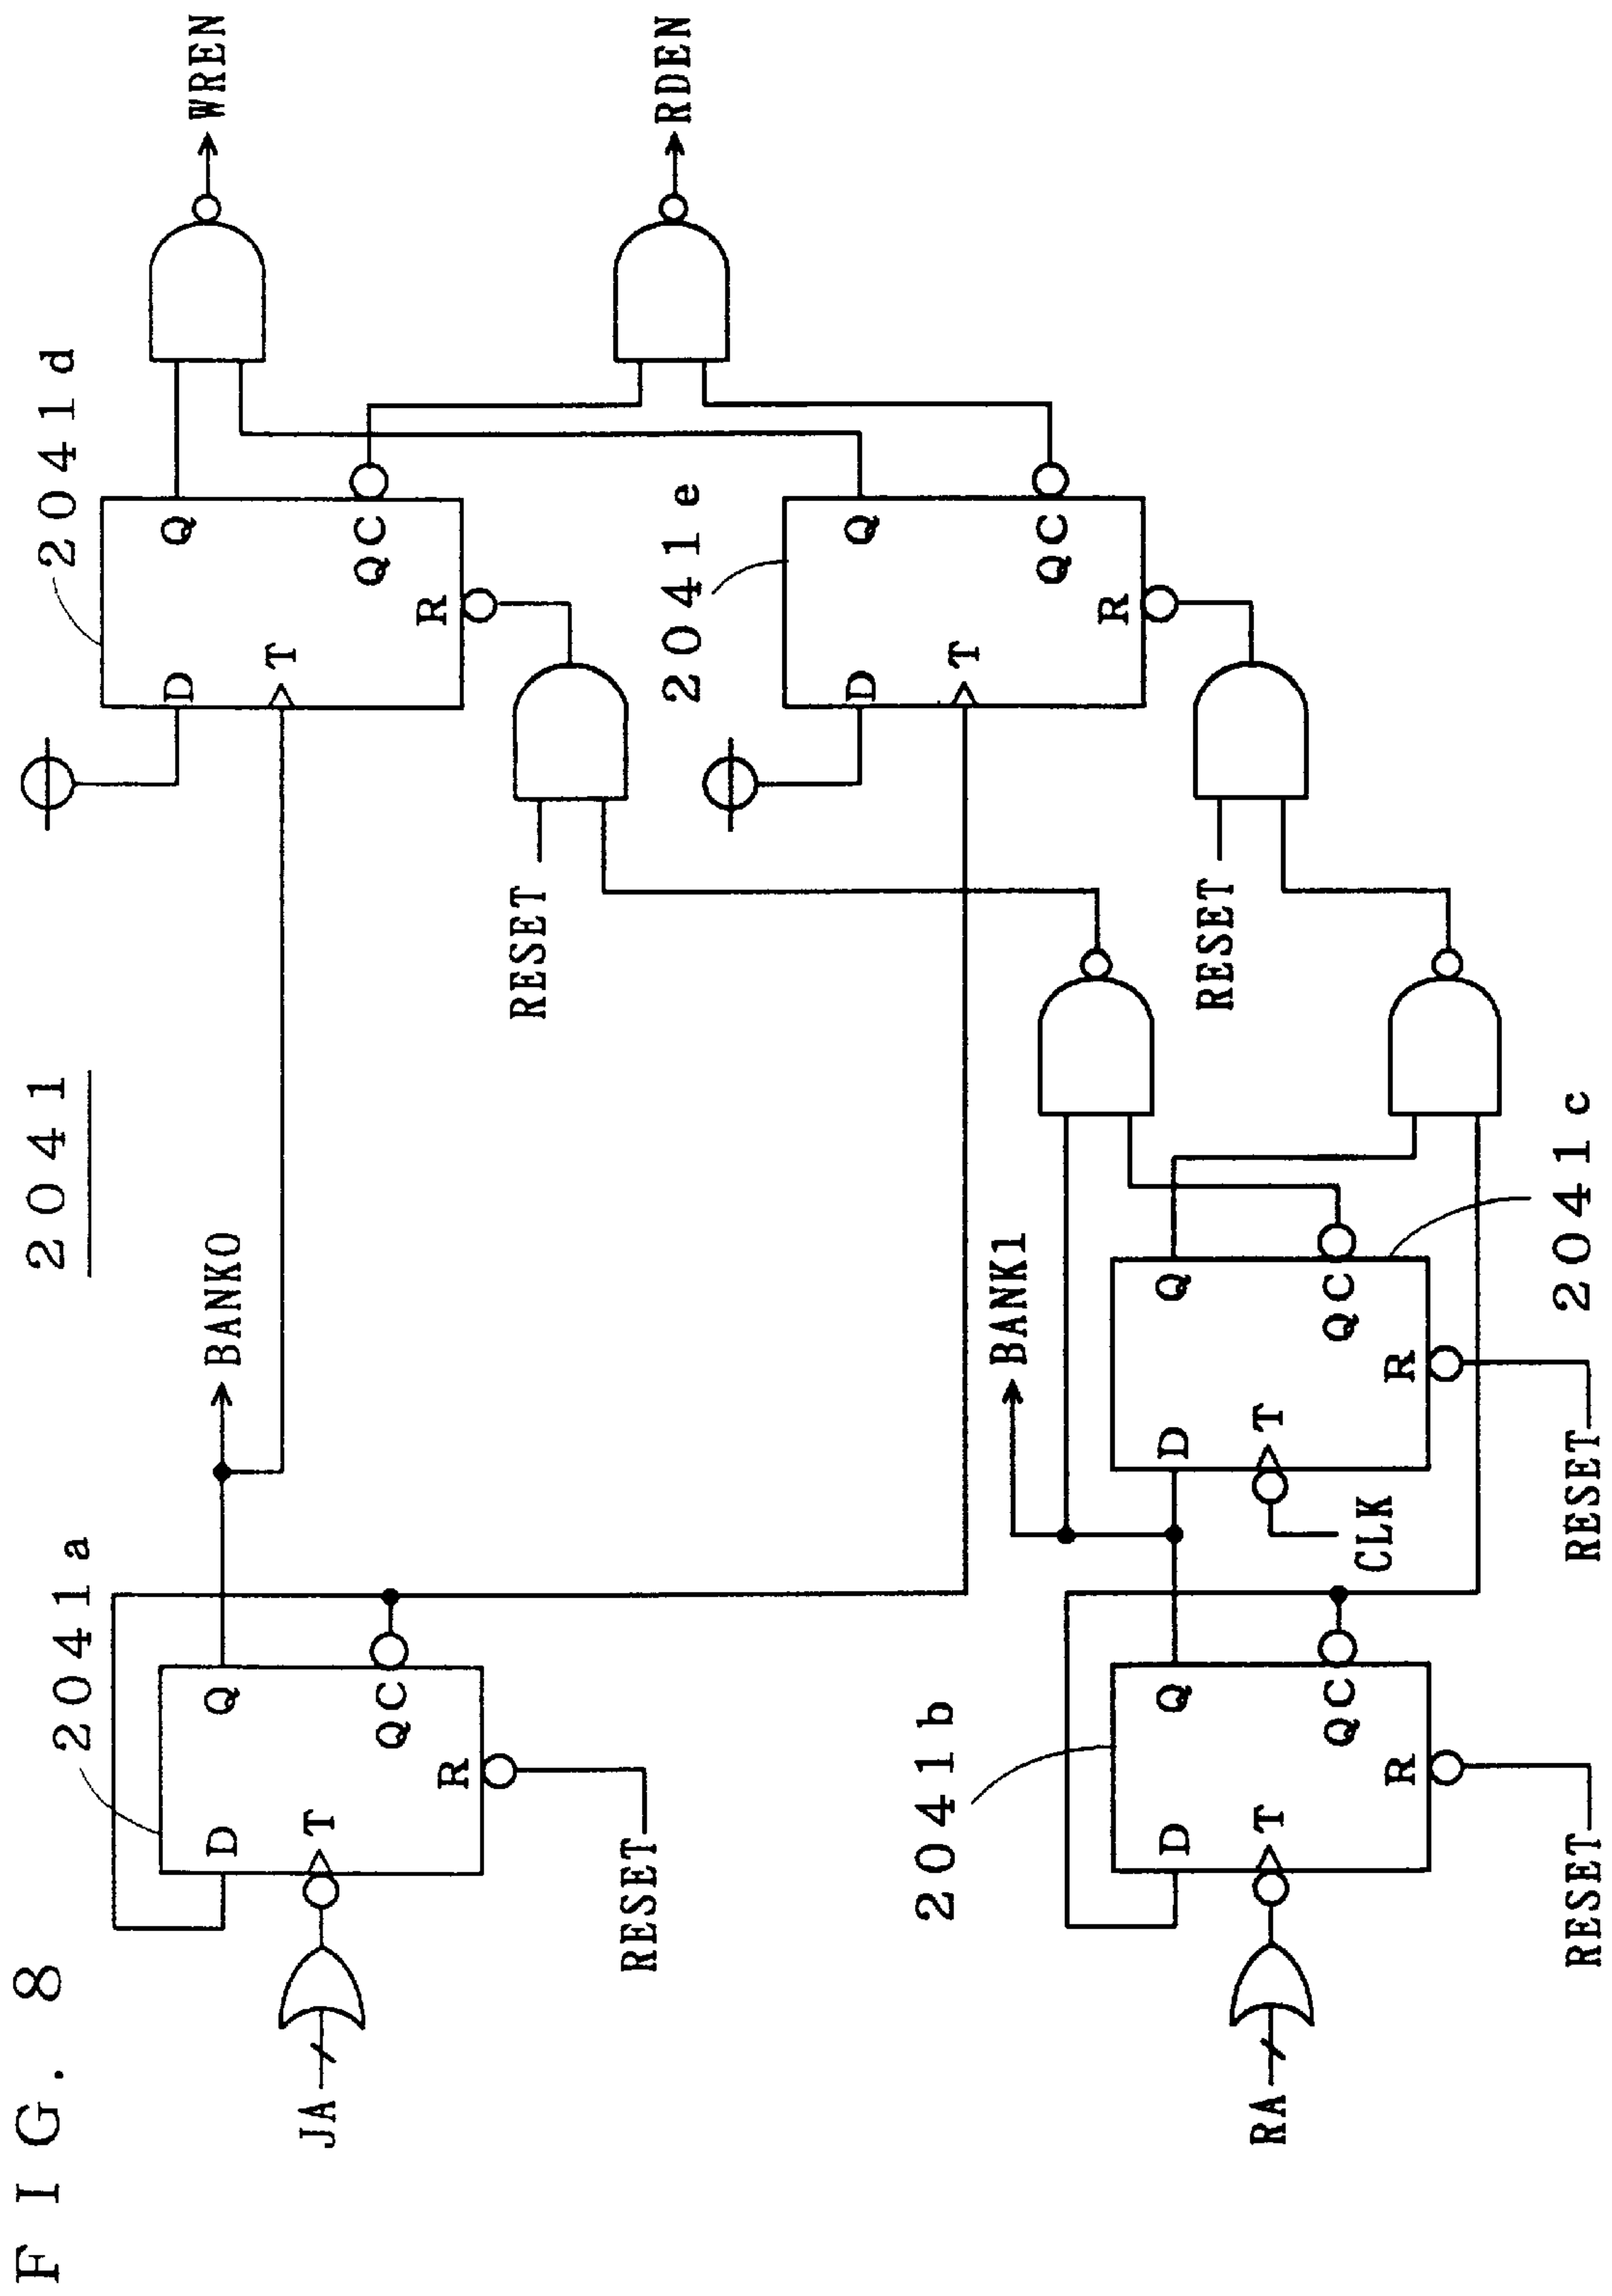 FIG. 8
2041
JA
2041a
D
T
Q
QC
R
RESET
BANK0
2041d
D
T
Q
QC
R
RESET
WREN
2041e
D
T
Q
QC
R
RESET
RDEN
RA
2041b
D
T
Q
QC
R
RESET
BANK1
CLK
2041c
D
T
Q
QC
R
RESET